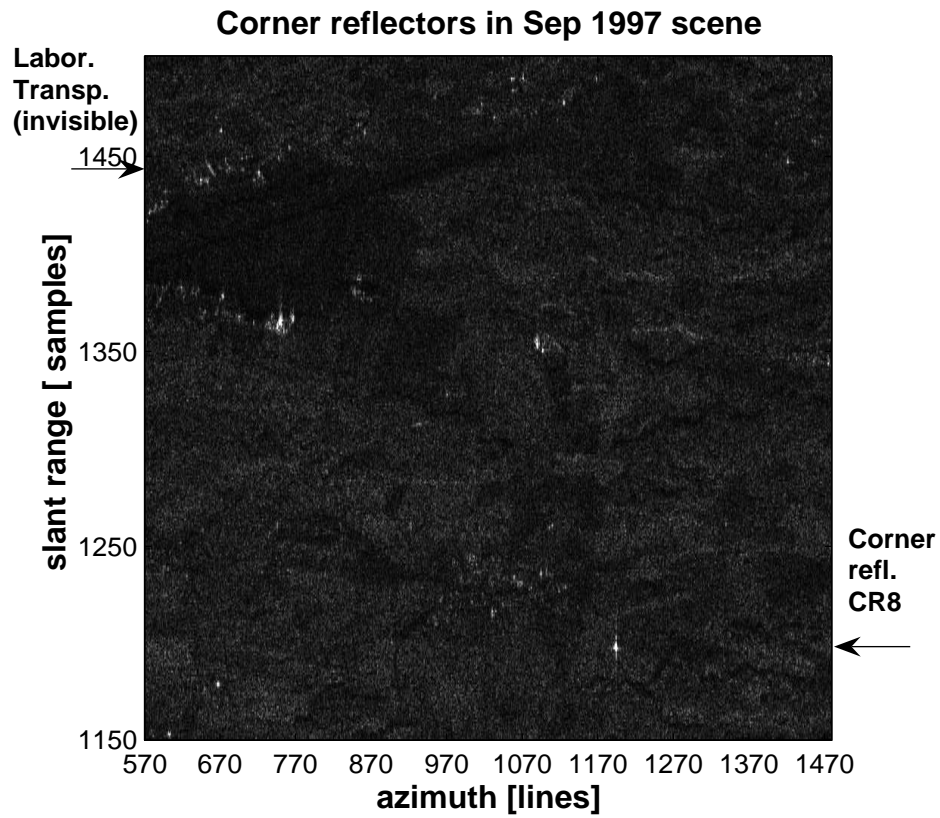 Corner reflectors in Sep 1997 scene
Labor.
Transp.
(invisible)
1450
1350
1250
1150
slant range [ samples]
Corner
refl.
CR8
570 670 770 870 970 1070 1170 1270 1370 1470
azimuth [lines]